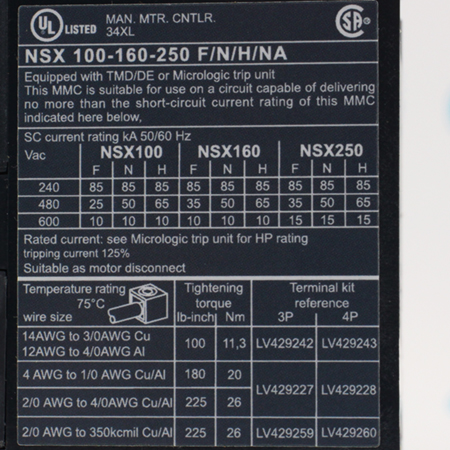 UL LISTED MAN. MTR. CNTLR.
34XL
SA
NSX 100-160-250 F/N/H/NA
Equipped with TMD/DE or Micrologic trip unit
This MMC is suitable for use on a circuit capable of delivering
no more than the short-circuit current rating of this MMC
indicated here below,
SC current rating kA 50/60 Hz
Vac NSX100 NSX160 NSX250
F N H F N H F N H
240 85 85 85 85 85 85 85 85 85
480 25 50 65 35 50 65 35 50 65
600 10 10 10 10 10 10 15 15 15
Rated current: see Micrologic trip unit for HP rating
tripping current 125%
Suitable as motor disconnect
Temperature rating Tightening Terminal kit
75°C torque reference
wire size lb-inch Nm 3P 4P
14AWG to 3/0AWG Cu
12AWG to 4/0AWG Al 100 11,3 LV429242 LV429243
4 AWG to 1/0 AWG Cu/Al 180 20
LV429227 LV429228
2/0 AWG to 4/0AWG Cu/Al 225 26
2/0 AWG to 350kcmil Cu/Al 225 26 LV429259 LV429260